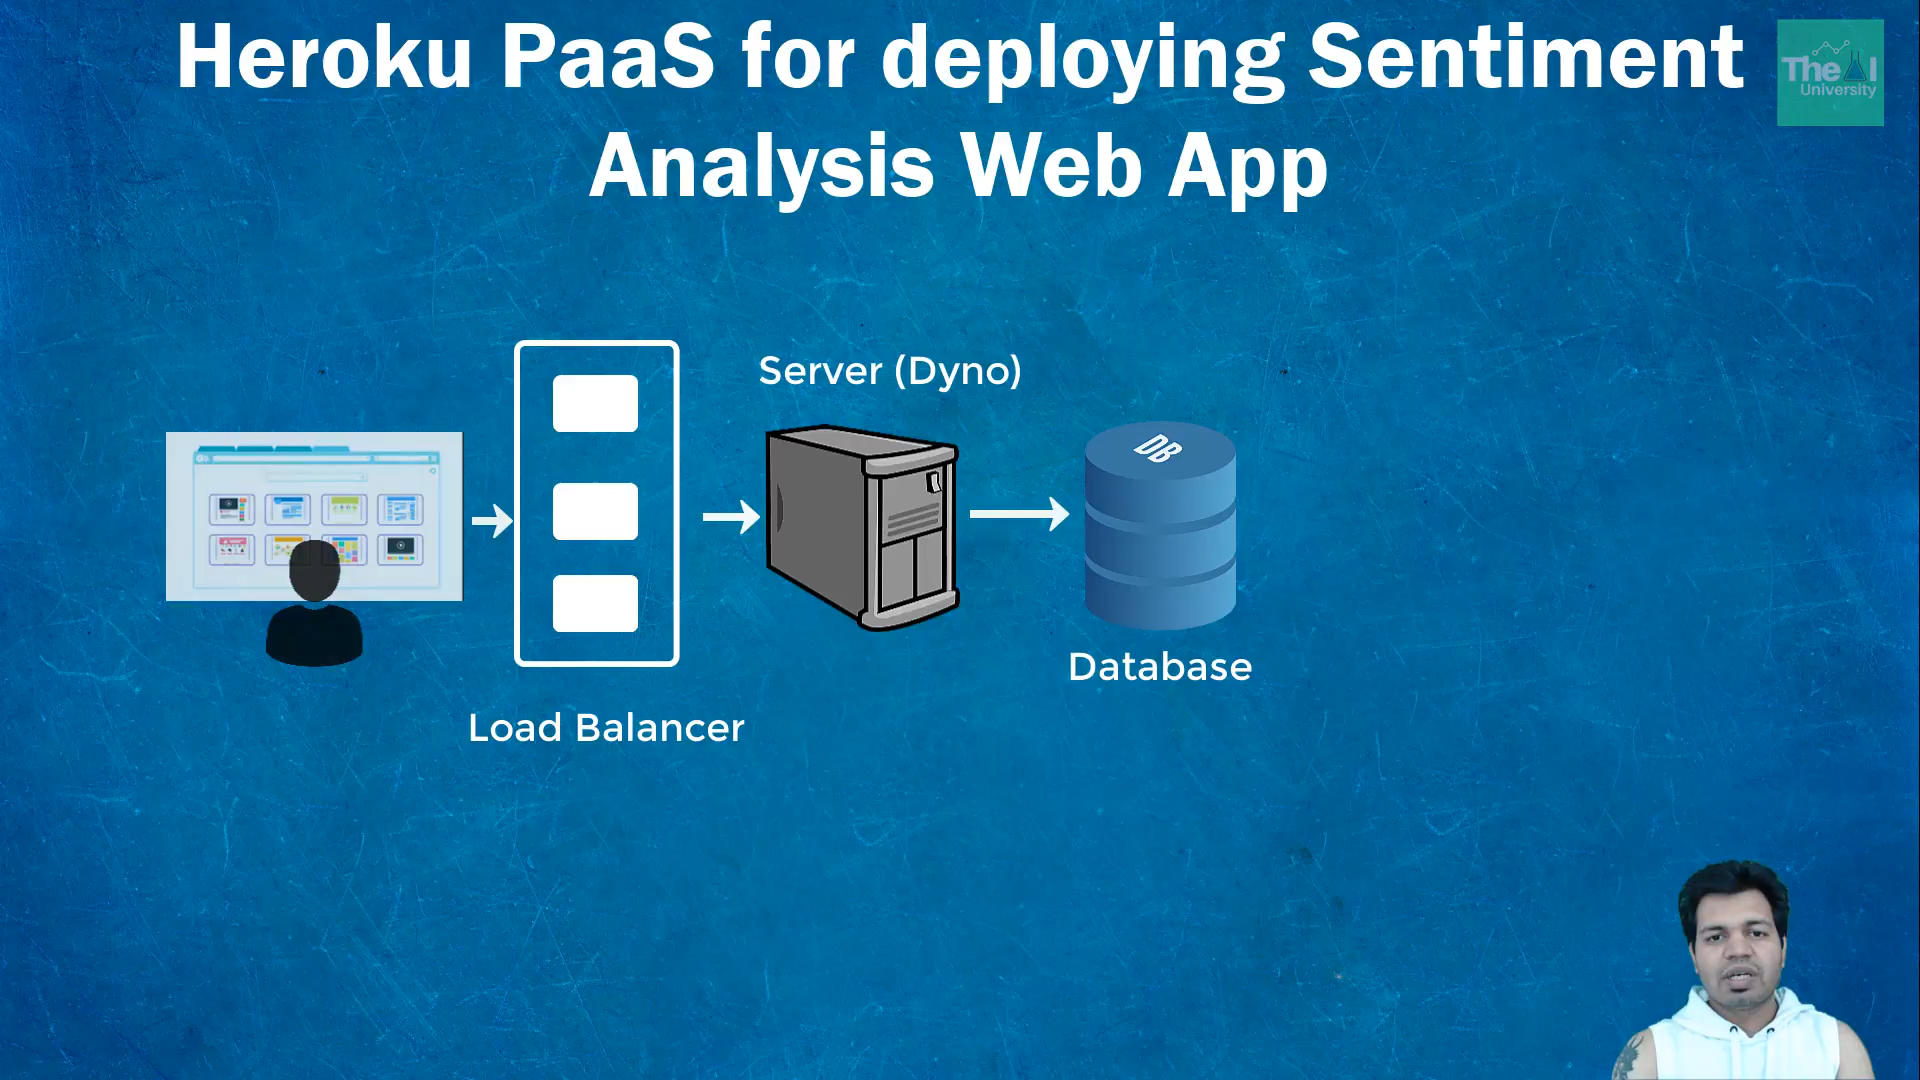 Heroku PaaS for deploying Sentiment
Analysis Web App
The AI
University
Server (Dyno)
DB
Database
Load Balancer